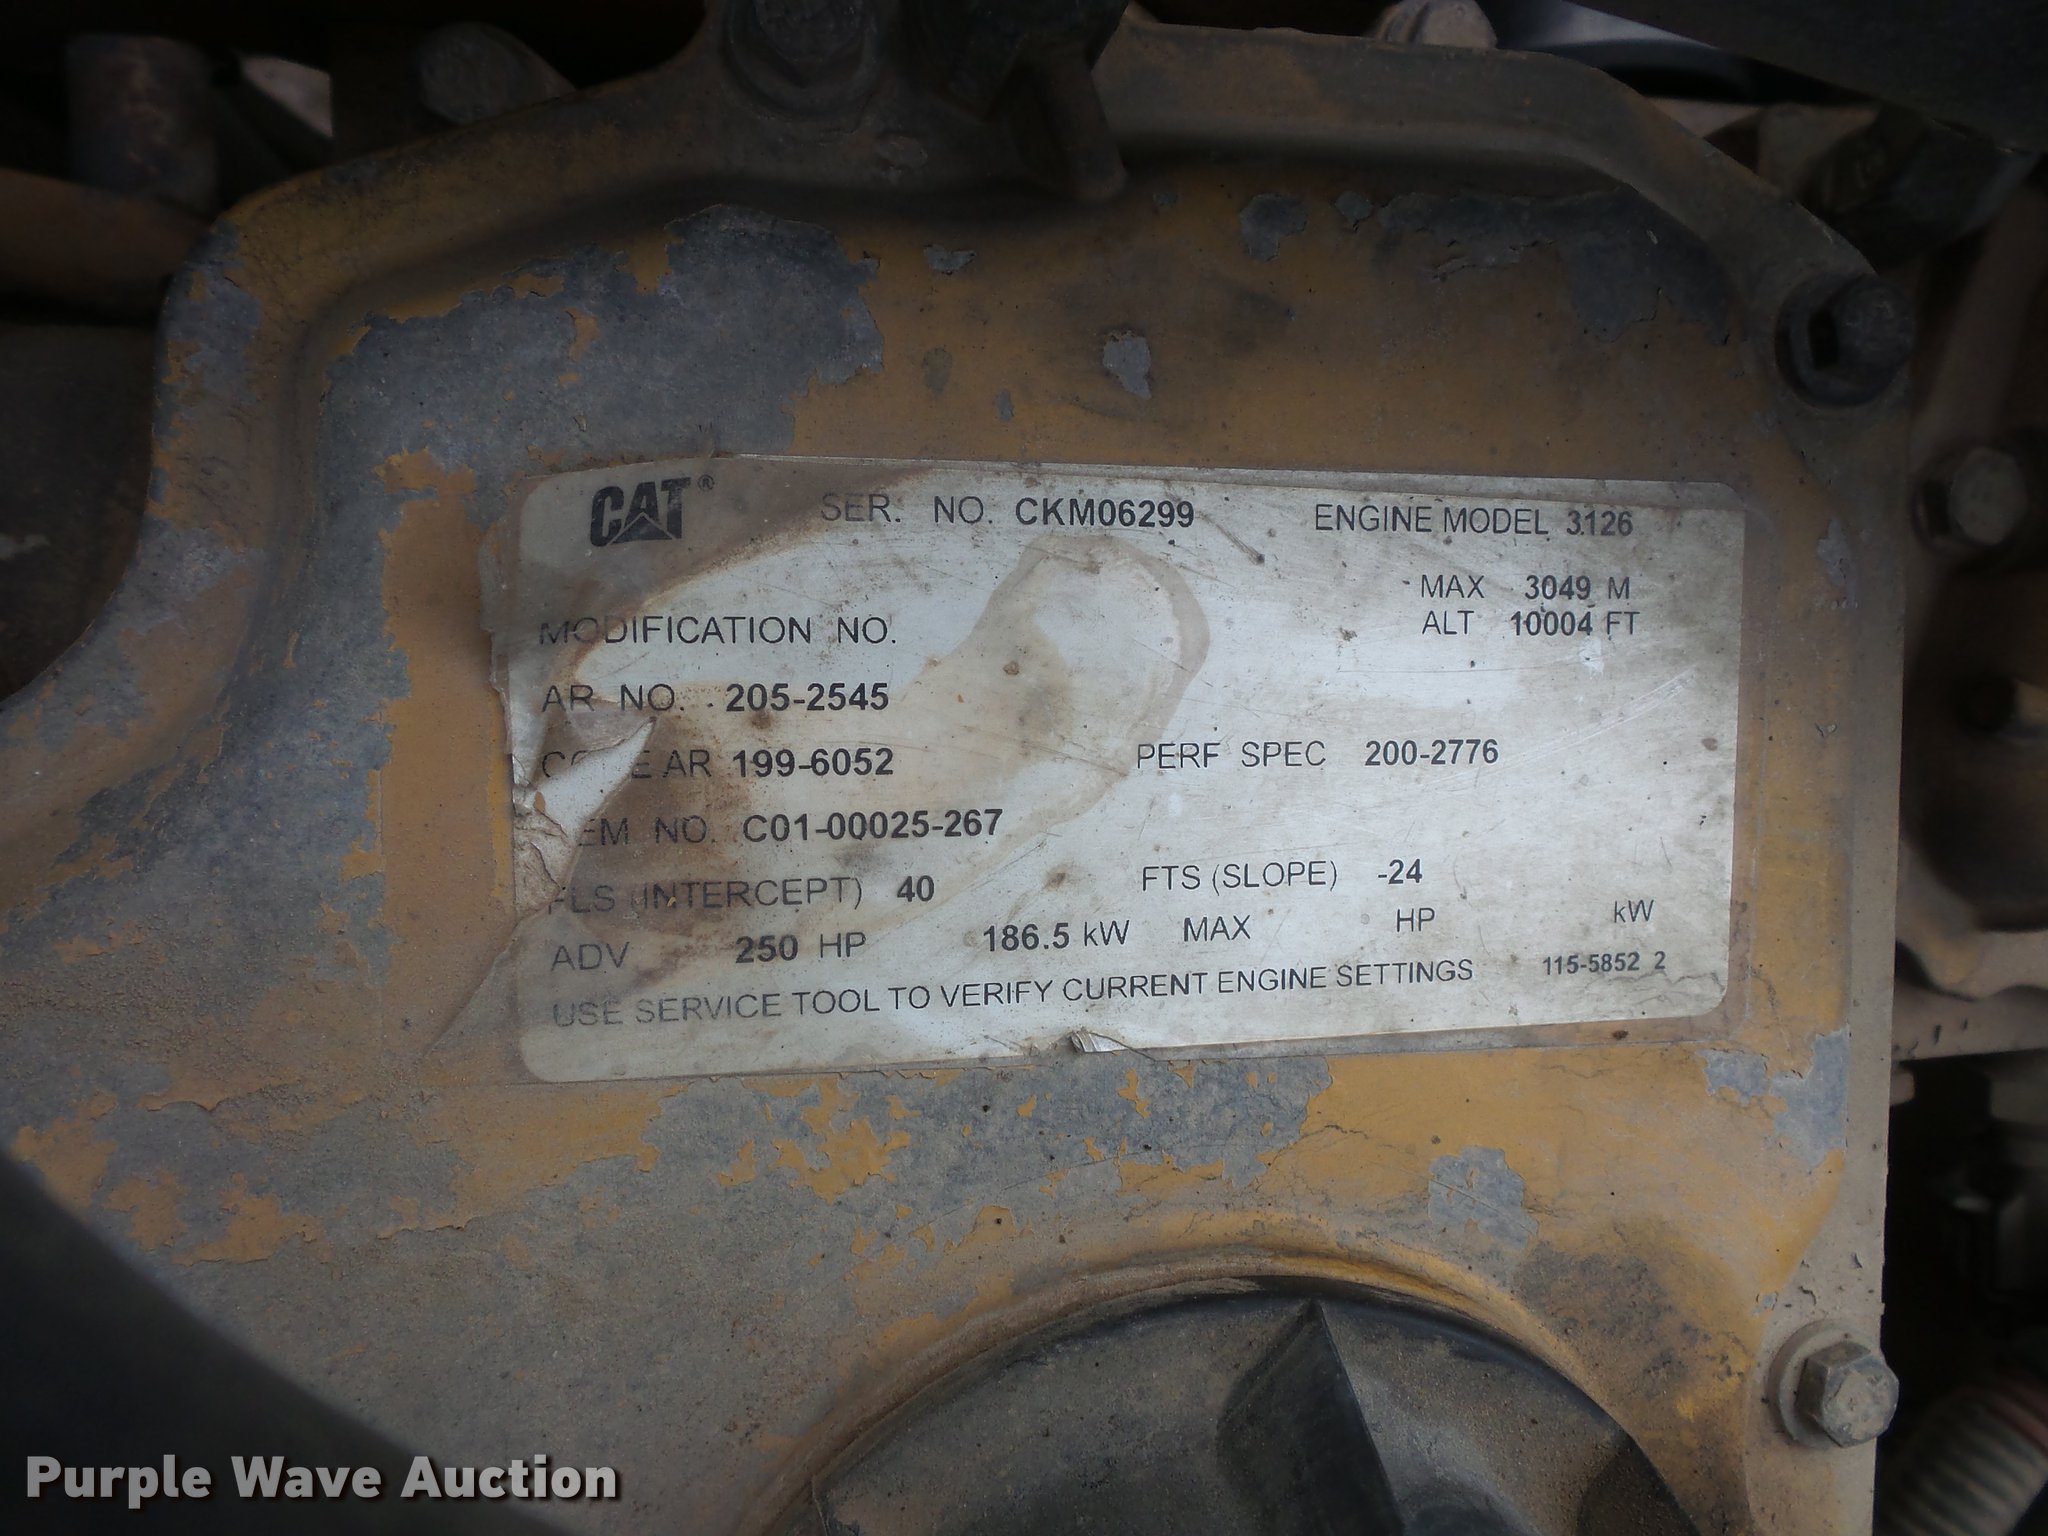 CAT® SER. NO. CKM06299 ENGINE MODEL 3126
MAX 3049 M
ALT 10004 FT
MODIFICATION NO.
AR NO. 205-2545
AR 199-6052 PERF SPEC 200-2776
NO. C01-00025-267
FLS (INTERCEPT) 40 FTS (SLOPE) -24
ADV 250 HP 186.5 kW MAX HP kW
USE SERVICE TOOL TO VERIFY CURRENT ENGINE SETTINGS 115-5852 2
Purple Wave Auction